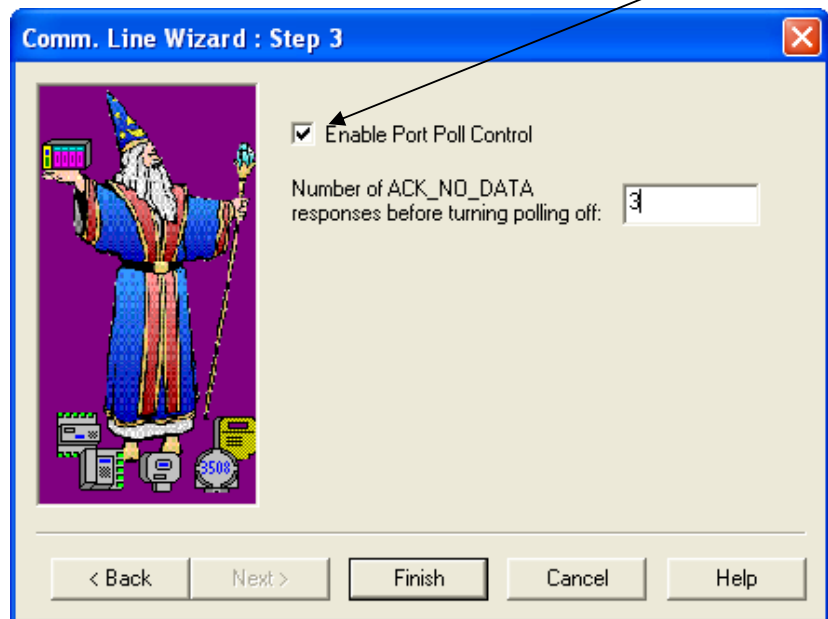 Comm. Line Wizard : Step 3
Enable Port Poll Control
Number of ACK_NO_DATA
responses before turning polling off:
3
3508
< Back
Next >
Finish
Cancel
Help